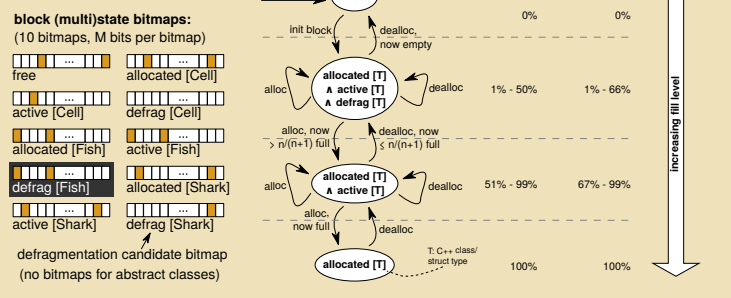 block (multi)state bitmaps:
(10 bitmaps, M bits per bitmap)
...
...
free
allocated [Cell]
...
...
active [Cell]
defrag [Cell]
...
...
allocated [Fish]
active [Fish]
...
...
defrag [Fish]
allocated [Shark]
...
...
active [Shark]
defrag [Shark]
defragmentation candidate bitmap
(no bitmaps for abstract classes)
init block
dealloc,
now empty
0%
0%
allocated [T]
∧ active [T]
∧ defrag [T]
alloc
dealloc
1% - 50%
1% - 66%
alloc, now
> n/(n+1) full
dealloc, now
≤ n/(n+1) full
allocated [T]
∧ active [T]
alloc
dealloc
51% - 99%
67% - 99%
alloc,
now full
dealloc
allocated [T]
T: C++ class/
struct type
100%
100%
increasing fill level